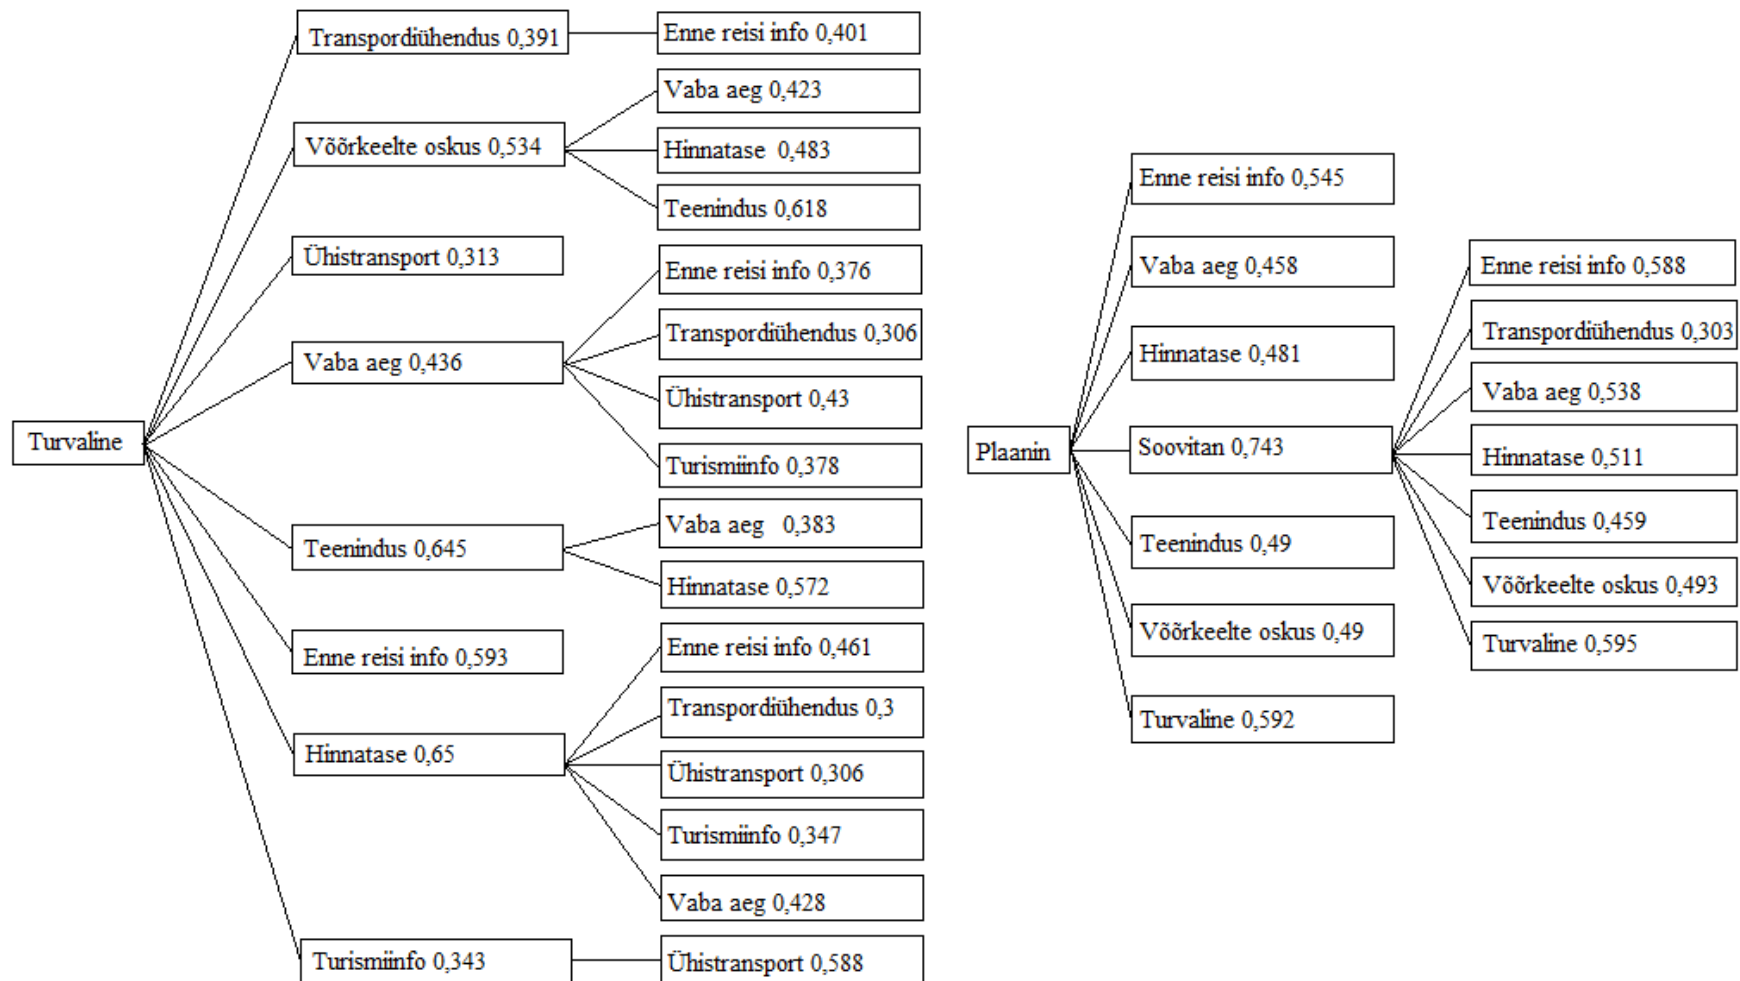 Turvaline
Transpordiühendus 0,391
Enne reisi info 0,401
Võõrkeelte oskus 0,534
Vaba aeg 0,423
Hinnatase 0,483
Teenindus 0,618
Ühistransport 0,313
Vaba aeg 0,436
Enne reisi info 0,376
Transpordiühendus 0,306
Ühistransport 0,43
Turismiinfo 0,378
Teenindus 0,645
Vaba aeg 0,383
Hinnatase 0,572
Enne reisi info 0,593
Hinnatase 0,65
Enne reisi info 0,461
Transpordiühendus 0,3
Ühistransport 0,306
Turismiinfo 0,347
Vaba aeg 0,428
Turismiinfo 0,343
Ühistransport 0,588
Plaanin
Enne reisi info 0,545
Vaba aeg 0,458
Hinnatase 0,481
Soovitan 0,743
Enne reisi info 0,588
Transpordiühendus 0,303
Vaba aeg 0,538
Hinnatase 0,511
Teenindus 0,459
Võõrkeelte oskus 0,493
Turvaline 0,595
Teenindus 0,49
Võõrkeelte oskus 0,49
Turvaline 0,592